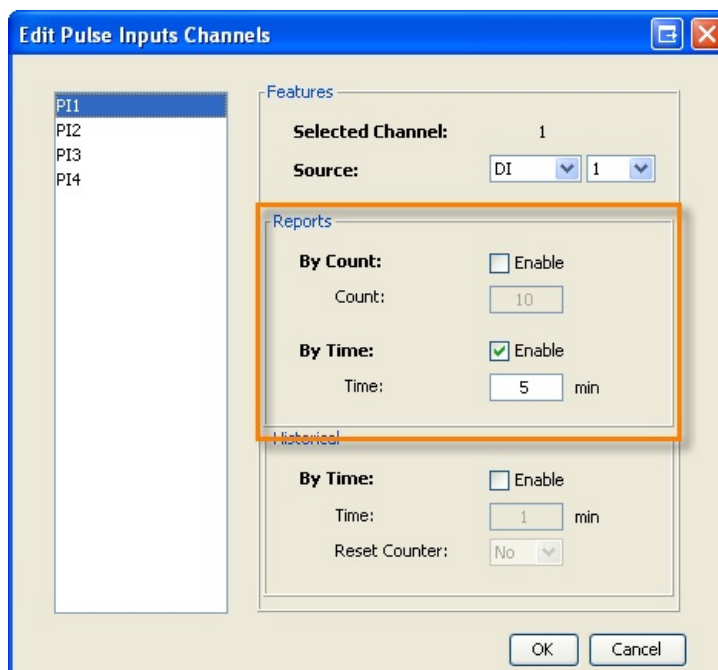 Edit Pulse Inputs Channels
PI1
PI2
PI3
PI4
Features
Selected Channel: 1
Source: DI 1
Reports
By Count: Enable
Count: 10
By Time: Enable
Time: 5 min
Historical
By Time: Enable
Time: 1 min
Reset Counter: No
OK Cancel